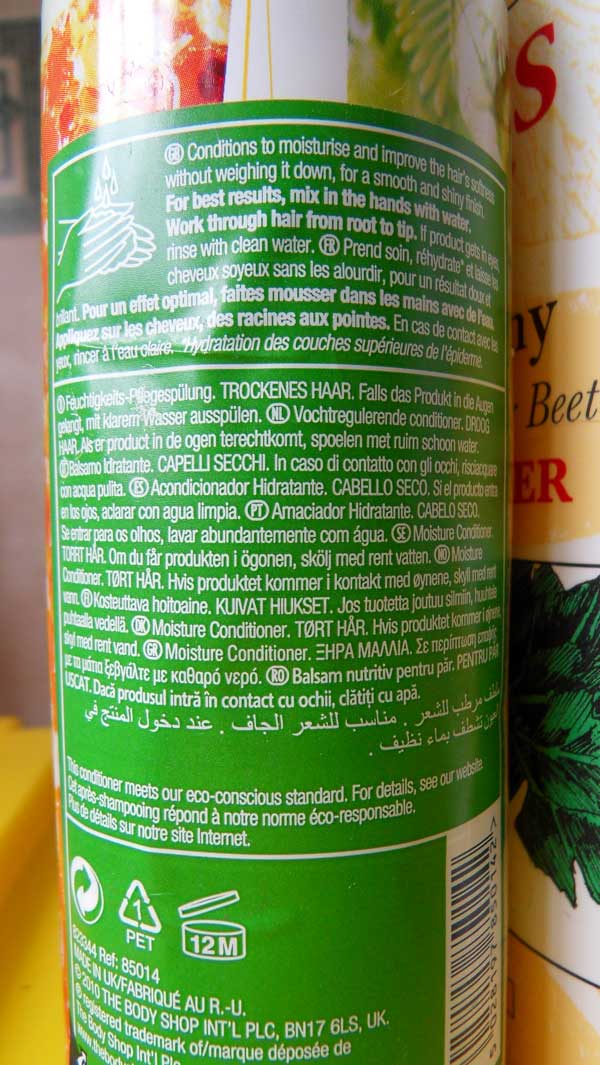 GB Conditions to moisturise and improve the hair's softness
without weighing it down, for a smooth and shiny finish.
For best results, mix in the hands with water.
Work through hair from root to tip. If product gets in eyes,
rinse with clean water. FR Prend soin, réhydrate* et laisse les
cheveux soyeux sans les alourdir, pour un résultat doux et
brillant. Pour un effet optimal, faites mousser dans les mains avec de l'eau.
Appliquez sur les cheveux, des racines aux pointes. En cas de contact avec les
yeux, rincer à l'eau claire. *Hydratation des couches supérieures de l'épiderme.
D Feuchtigkeits-Pflegespülung. TROCKENES HAAR. Falls das Produkt in die Augen
gelangt, mit klarem Wasser ausspülen. NL Vochtregulerende conditioner. DROOG
HAAR. Als er product in de ogen terechtkomt, spoelen met ruim schoon water.
I Balsamo Idratante. CAPELLI SECCHI. In caso di contatto con gli occhi, risciacquare
con acqua pulita. ES Acondicionador Hidratante. CABELLO SECO. Si el producto entra
en los ojos, aclarar con agua limpia. PT Amaciador Hidratante. CABELO SECO.
Se entrar para os olhos, lavar abundantemente com água. SE Moisture Conditioner.
TORRT HÅR. Om du får produkten i ögonen, skölj med rent vatten. NO Moisture
Conditioner. TØRT HÅR. Hvis produktet kommer i kontakt med øynene, skyll med rent
vann. FI Kosteuttava hoitoaine. KUIVAT HIUKSET. Jos tuotetta joutuu silmiin, huuhtele
puhtaalla vedellä. DK Moisture Conditioner. TØRT HÅR. Hvis produktet kommer i øjnene,
skyl med rent vand. GR Moisture Conditioner. ΞΗΡΑ ΜΑΛΛΙΑ. Σε περίπτωση επαφής
με τα μάτια ξεβγάλτε με καθαρό νερό. RO Balsam nutritiv pentru păr. PENTRU PĂR
USCAT. Dacă produsul intră în contact cu ochii, clătiți cu apă.
ملطف مرطب للشعر . مناسب للشعر الجاف . عند دخول المنتج في
تشطف بماء نظيف .
This conditioner meets our eco-conscious standard. For details, see our website.
Cet après-shampooing répond à notre norme éco-responsable.
Plus de détails sur notre site Internet.
1
PET
12M
Ref: 85014
MADE IN UK/FABRIQUÉ AU R.-U.
© 2010 THE BODY SHOP INT'L PLC, BN17 6LS, UK.
® registered trademark of/marque déposée de
The Body Shop Int'l Plc
S
ny
Beet
ER